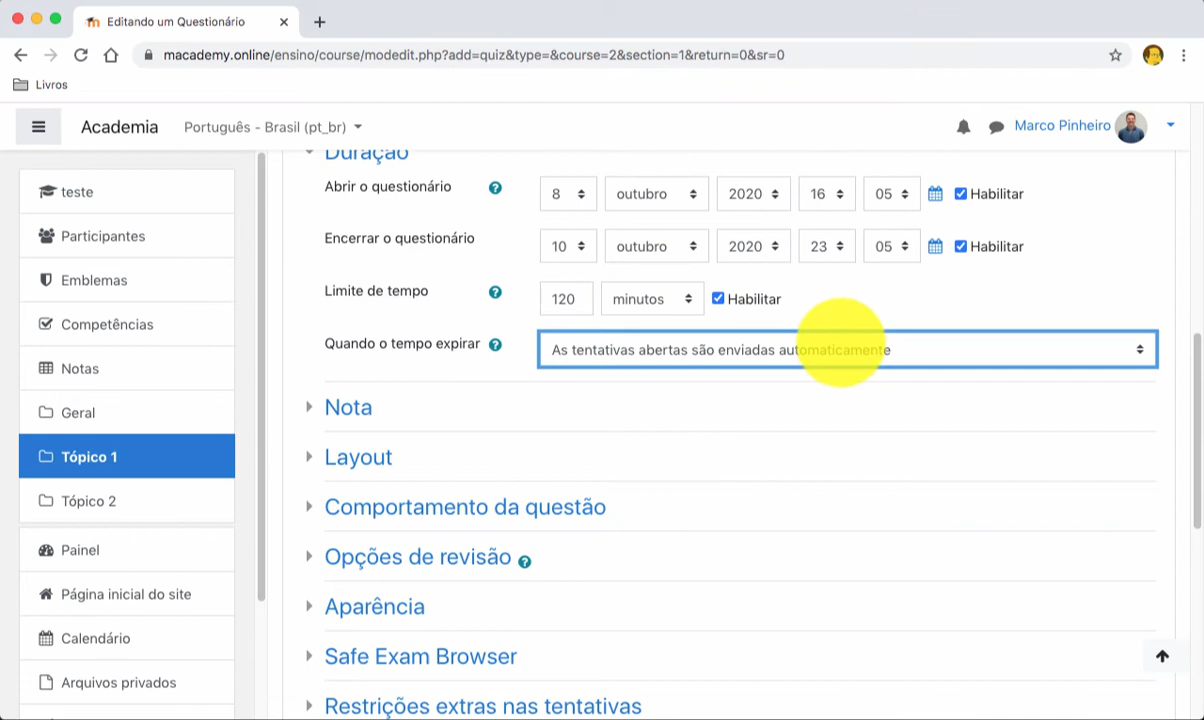 Editando um Questionário
macademy.online/ensino/course/modedit.php?add=quiz&type=&course=2&section=1&return=0&sr=0
Livros
Academia
Português - Brasil (pt_br)
Marco Pinheiro
teste
Participantes
Emblemas
Competências
Notas
Geral
Tópico 1
Tópico 2
Painel
Página inicial do site
Calendário
Arquivos privados
Duração
Abrir o questionário
8 outubro 2020 16 05 Habilitar
Encerrar o questionário
10 outubro 2020 23 05 Habilitar
Limite de tempo
120 minutos Habilitar
Quando o tempo expirar
As tentativas abertas são enviadas automaticamente
Nota
Layout
Comportamento da questão
Opções de revisão
Aparência
Safe Exam Browser
Restrições extras nas tentativas